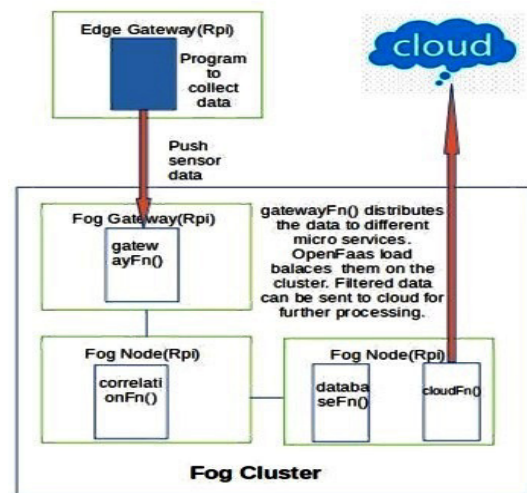 Edge Gateway(Rpi)
Program
to
collect
data
cloud
Push
sensor
data
Fog Gateway(Rpi)
gatew
ayFn()
gatewayFn() distributes
the data to different
micro services.
OpenFaas load
balaces them on the
cluster. Filtered data
can be sent to cloud for
further processing.
Fog Node(Rpi)
correlati
onFn()
Fog Node(Rpi)
databa
seFn()
cloudFn()
Fog Cluster